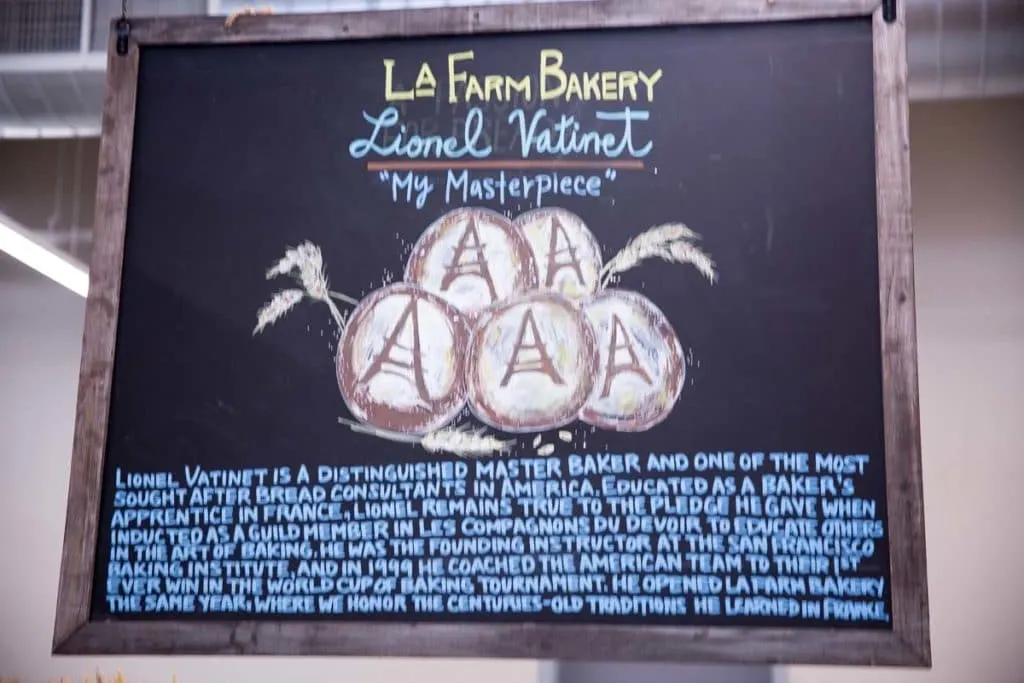 LA FARM BAKERY
Lionel Vatinet
"My Masterpiece"
A A
A A A
LIONEL VATINET IS A DISTINGUISHED MASTER BAKER AND ONE OF THE MOST
SOUGHT AFTER BREAD CONSULTANTS IN AMERICA. EDUCATED AS A BAKER'S
APPRENTICE IN FRANCE, LIONEL REMAINS TRUE TO THE PLEDGE HE GAVE WHEN
INDUCTED AS A GUILD MEMBER IN LES COMPAGNONS DU DEVOIR TO EDUCATE OTHERS
IN THE ART OF BAKING. HE WAS THE FOUNDING INSTRUCTOR AT THE SAN FRANCISCO
BAKING INSTITUTE, AND IN 1999 HE COACHED THE AMERICAN TEAM TO THEIR 1ST
EVER WIN IN THE WORLD CUP OF BAKING TOURNAMENT. HE OPENED LA FARM BAKERY
THE SAME YEAR, WHERE WE HONOR THE CENTURIES-OLD TRADITIONS HE LEARNED IN FRANCE.